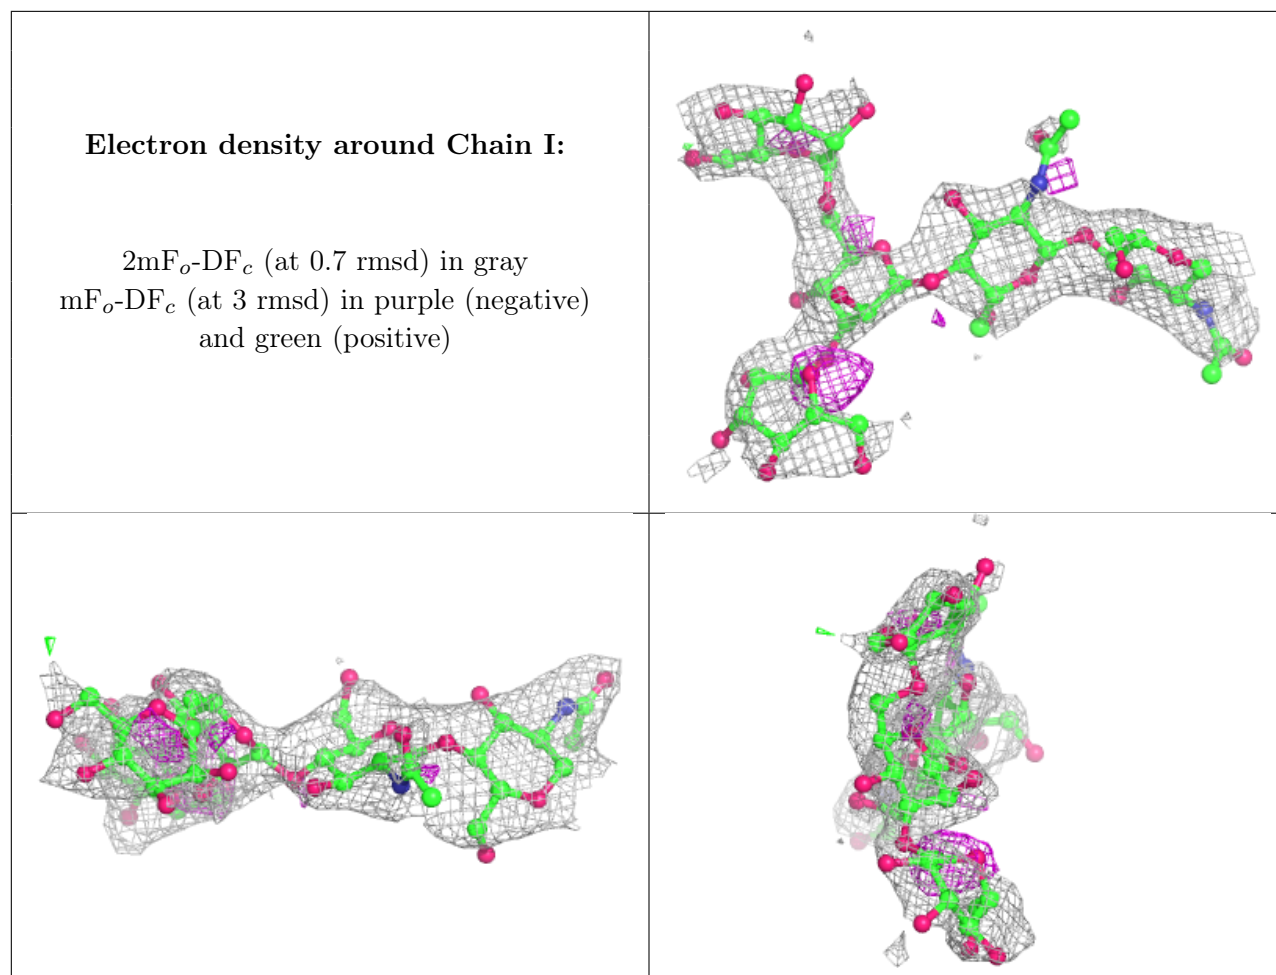 Electron density around Chain I:
2mFo-DFc (at 0.7 rmsd) in gray
mFo-DFc (at 3 rmsd) in purple (negative)
and green (positive)